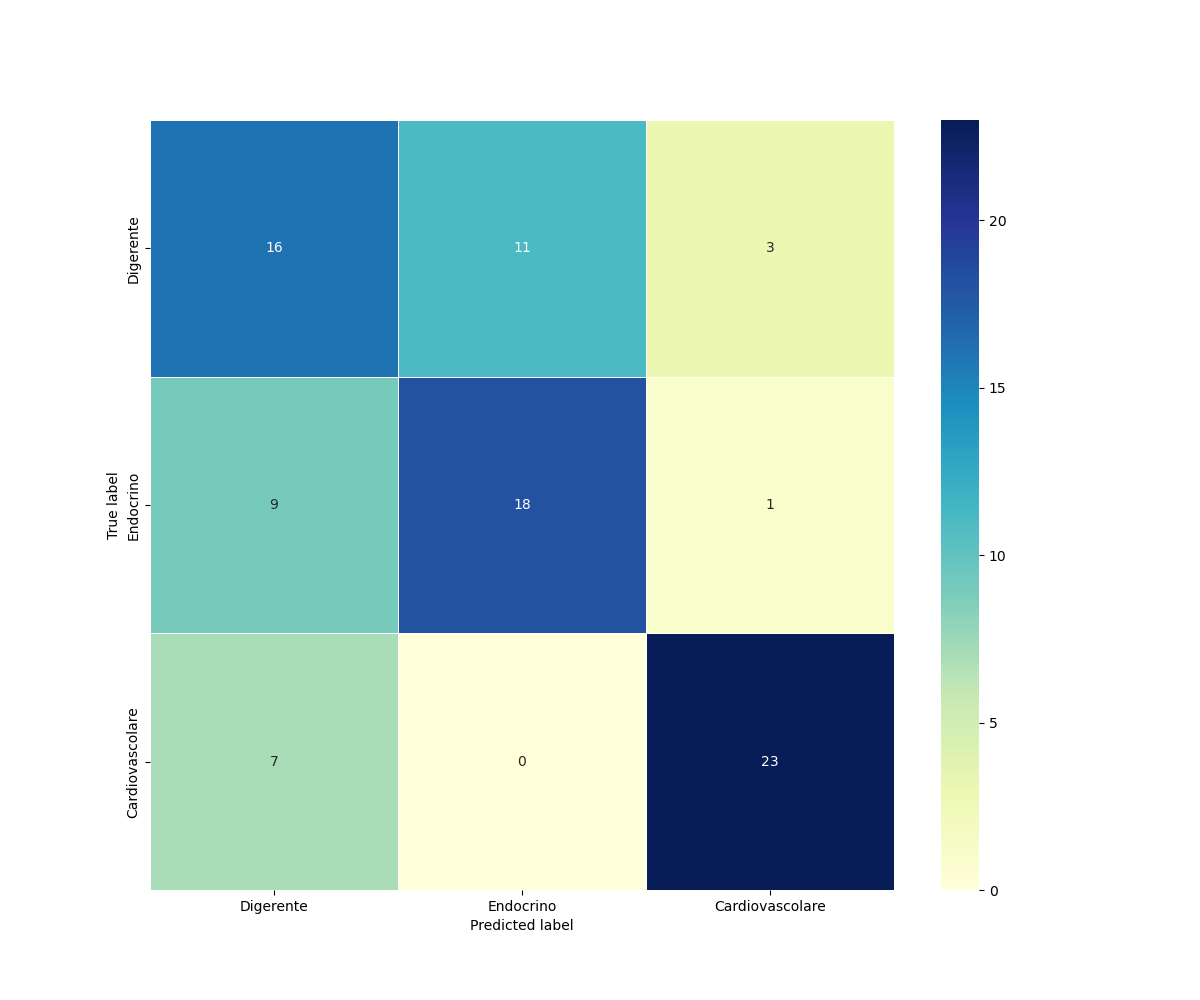 Digerente
16 11 3
True label
Endocrino
9 18 1
Cardiovascolare
7 0 23
Digerente Endocrino Cardiovascolare
Predicted label
20
15
10
5
0